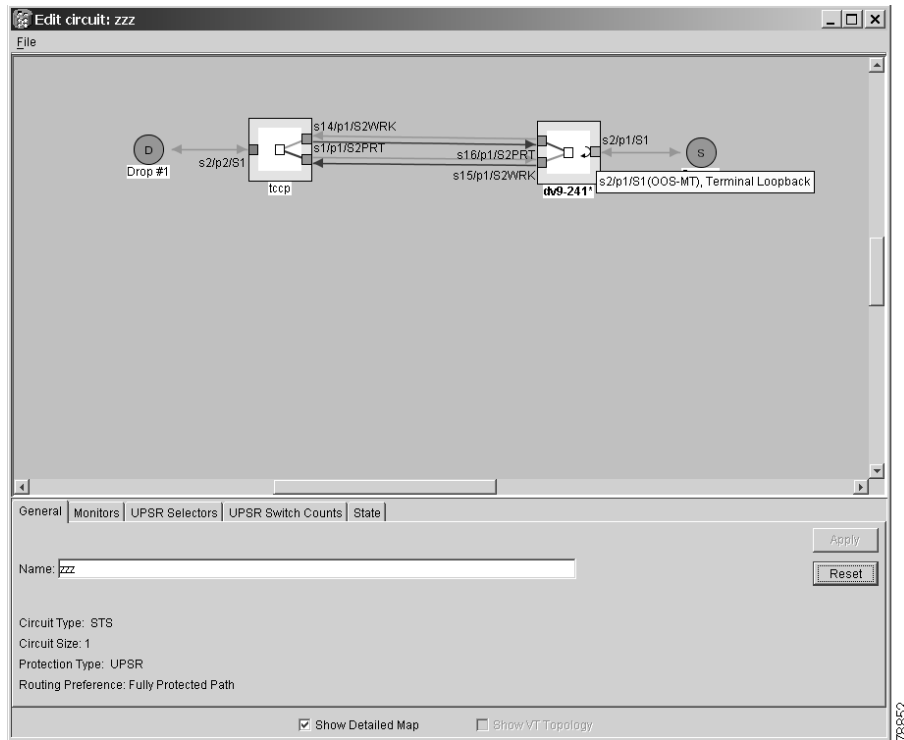 Edit circuit: zzz
File
s14/p1/S2WRK
s1/p1/S2PRT
s2/p1/S1
D
S
s2/p2/S1
s16/p1/S2PRT
Drop #1
s15/p1/S2WRK
s2/p1/S1(OOS-MT), Terminal Loopback
tccp
dv9-241*
General Monitors UPSR Selectors UPSR Switch Counts State
Apply
Name: zzz
Reset
Circuit Type: STS
Circuit Size: 1
Protection Type: UPSR
Routing Preference: Fully Protected Path
Show Detailed Map Show VT Topology
78852